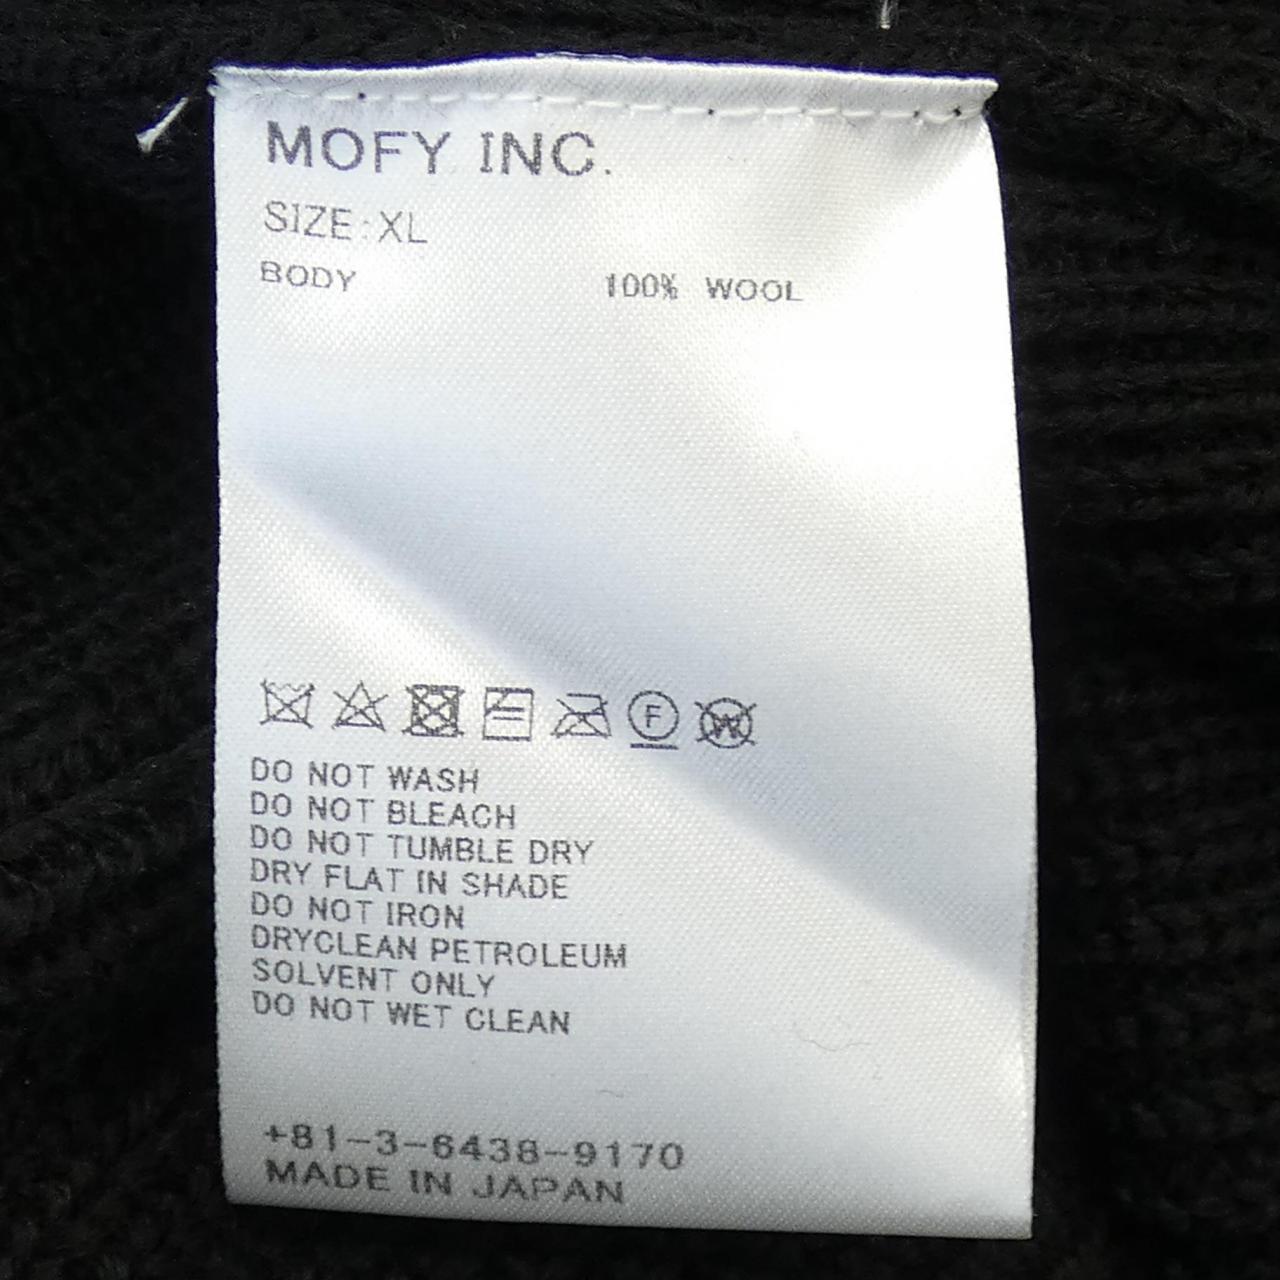 MOFY INC.
SIZE:XL
BODY 100% WOOL
F W
DO NOT WASH
DO NOT BLEACH
DO NOT TUMBLE DRY
DRY FLAT IN SHADE
DO NOT IRON
DRYCLEAN PETROLEUM
SOLVENT ONLY
DO NOT WET CLEAN
+81-3-6438-9170
MADE IN JAPAN